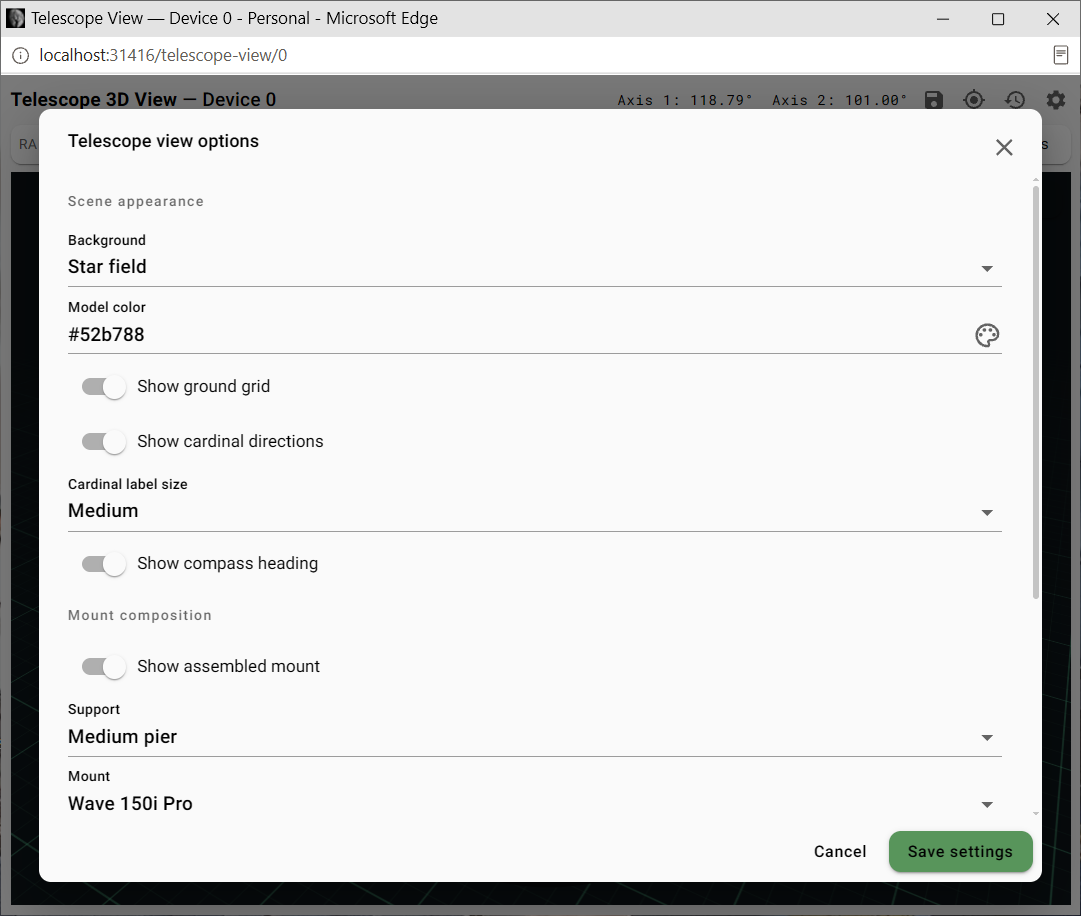 Telescope View — Device 0 - Personal - Microsoft Edge
localhost:31416/telescope-view/0
Telescope 3D View — Device 0
Axis 1: 118.79° Axis 2: 101.00°
RA
s
Telescope view options
Scene appearance
Background
Star field
Model color
#52b788
Show ground grid
Show cardinal directions
Cardinal label size
Medium
Show compass heading
Mount composition
Show assembled mount
Support
Medium pier
Mount
Wave 150i Pro
Cancel
Save settings